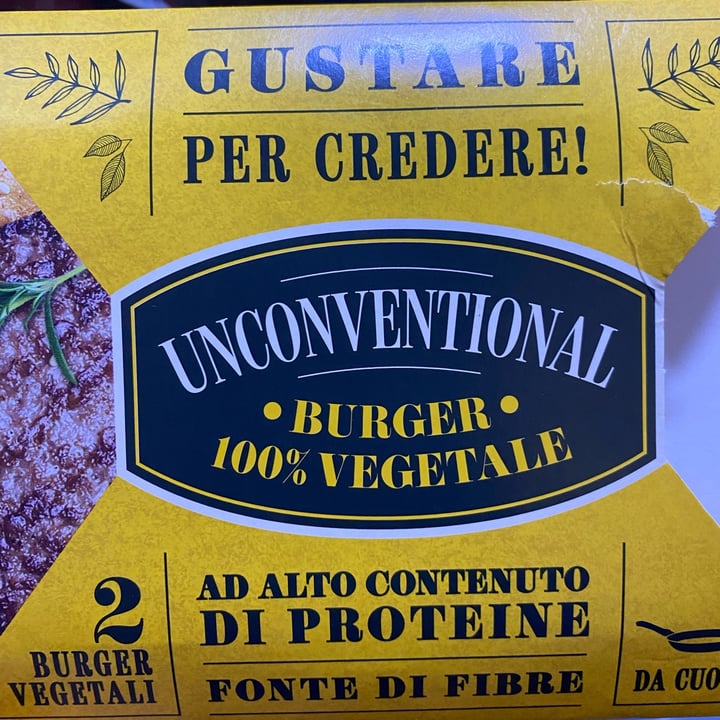 GUSTARE
PER CREDERE!
UNCONVENTIONAL
• BURGER •
100% VEGETALE
2
BURGER
VEGETALI
AD ALTO CONTENUTO
DI PROTEINE
FONTE DI FIBRE
DA